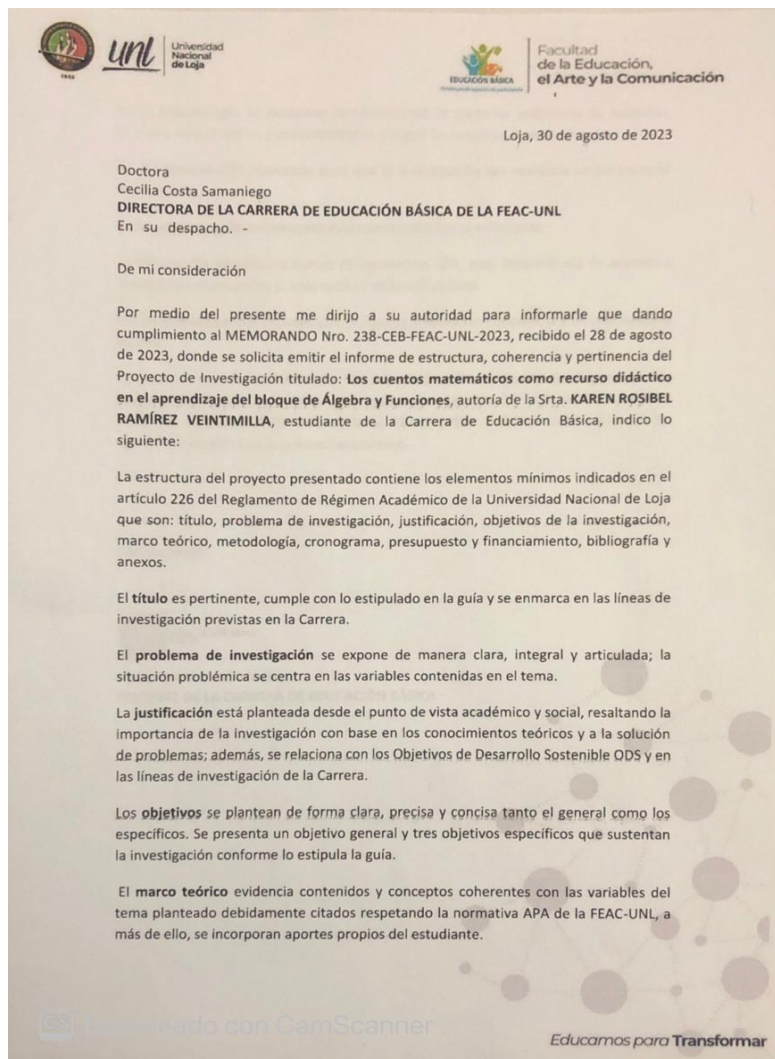 1859
unl
Universidad
Nacional
de Loja
EDUCACIÓN BÁSICA
Facultad
de la Educación,
el Arte y la Comunicación
Loja, 30 de agosto de 2023
Doctora
Cecilia Costa Samaniego
DIRECTORA DE LA CARRERA DE EDUCACIÓN BÁSICA DE LA FEAC-UNL
En su despacho. -
De mi consideración
Por medio del presente me dirijo a su autoridad para informarle que dando
cumplimiento al MEMORANDO Nro. 238-CEB-FEAC-UNL-2023, recibido el 28 de agosto
de 2023, donde se solicita emitir el informe de estructura, coherencia y pertinencia del
Proyecto de Investigación titulado: Los cuentos matemáticos como recurso didáctico
en el aprendizaje del bloque de Álgebra y Funciones, autoría de la Srta. KAREN ROSIBEL
RAMÍREZ VEINTIMILLA, estudiante de la Carrera de Educación Básica, indico lo
siguiente:
La estructura del proyecto presentado contiene los elementos mínimos indicados en el
artículo 226 del Reglamento de Régimen Académico de la Universidad Nacional de Loja
que son: título, problema de investigación, justificación, objetivos de la investigación,
marco teórico, metodología, cronograma, presupuesto y financiamiento, bibliografía y
anexos.
El título es pertinente, cumple con lo estipulado en la guía y se enmarca en las líneas de
investigación previstas en la Carrera.
El problema de investigación se expone de manera clara, integral y articulada; la
situación problémica se centra en las variables contenidas en el tema.
La justificación está planteada desde el punto de vista académico y social, resaltando la
importancia de la investigación con base en los conocimientos teóricos y a la solución
de problemas; además, se relaciona con los Objetivos de Desarrollo Sostenible ODS y en
las líneas de investigación de la Carrera.
Los objetivos se plantean de forma clara, precisa y concisa tanto el general como los
específicos. Se presenta un objetivo general y tres objetivos específicos que sustentan
la investigación conforme lo estipula la guía.
El marco teórico evidencia contenidos y conceptos coherentes con las variables del
tema planteado debidamente citados respetando la normativa APA de la FEAC-UNL, a
más de ello, se incorporan aportes propios del estudiante.
CS Escaneado con CamScanner
Educamos para Transformar